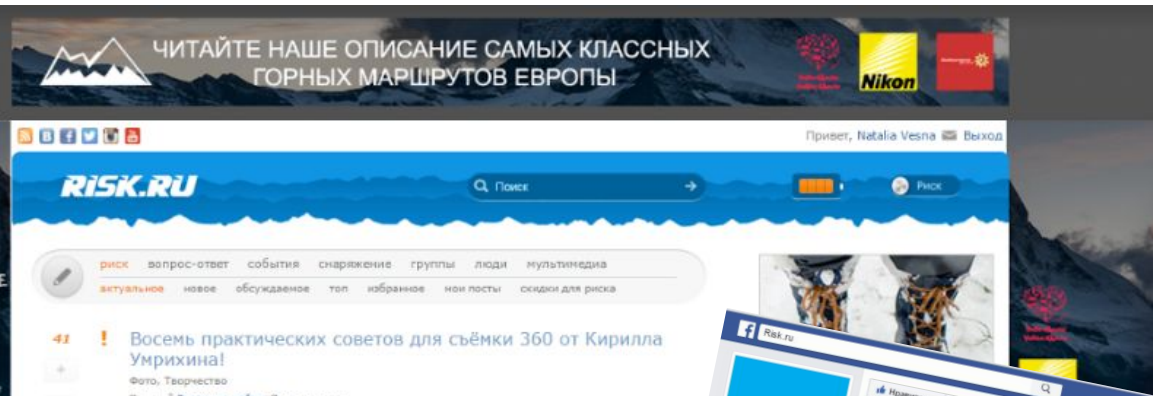 ЧИТАЙТЕ НАШЕ ОПИСАНИЕ САМЫХ КЛАССНЫХ
ГОРНЫХ МАРШРУТОВ ЕВРОПЫ
Nikon
Привет, Natalia Vesna Выход
RISK.RU
Поиск
Риск
риск вопрос-ответ события снаряжение группы люди мультимедиа
актуальное новое обсуждаемое топ избранное мои посты скидки для риска
41
! Восемь практических советов для съёмки 360 от Кирилла
Умрихина!
Фото, Творчество
Risk.ru